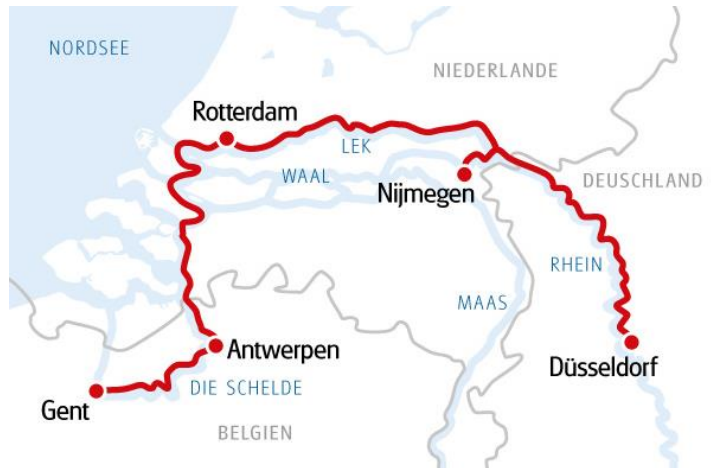 NORDSEE
NIEDERLANDE
Rotterdam
LEK
WAAL
Nijmegen
DEUSCHLAND
RHEIN
MAAS
Antwerpen
Düsseldorf
DIE SCHELDE
Gent
BELGIEN